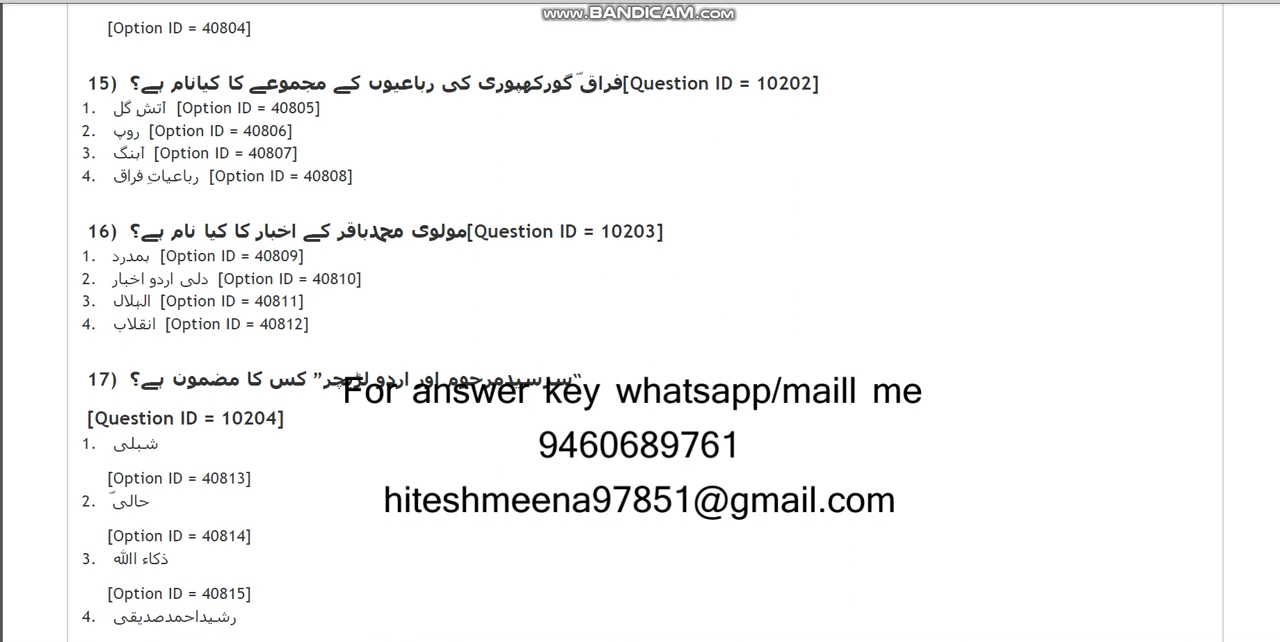 www.BANDICAM.com
[Option ID = 40804]
15) فراقؔ گورکھپوری کی رباعیوں کے مجموعے کا کیانام ہے؟[Question ID = 10202]
1. آتشِ گل [Option ID = 40805]
2. روپ [Option ID = 40806]
3. آہنگ [Option ID = 40807]
4. رباعیاتِ فراق [Option ID = 40808]
16) مولوی محمدباقر کے اخبار کا کیا نام ہے؟[Question ID = 10203]
1. ہمدرد [Option ID = 40809]
2. دلی اردو اخبار [Option ID = 40810]
3. الہلال [Option ID = 40811]
4. انقلاب [Option ID = 40812]
17) “سرسیدمرحوم اور اردو لڑیچر” کس کا مضمون ہے؟
For answer key whatsapp/maill me
[Question ID = 10204]
1. شبلی
9460689761
[Option ID = 40813]
2. حالیؔ
hiteshmeena97851@gmail.com
[Option ID = 40814]
3. ذکاء اﷲ
[Option ID = 40815]
4. رشیداحمدصدیقی